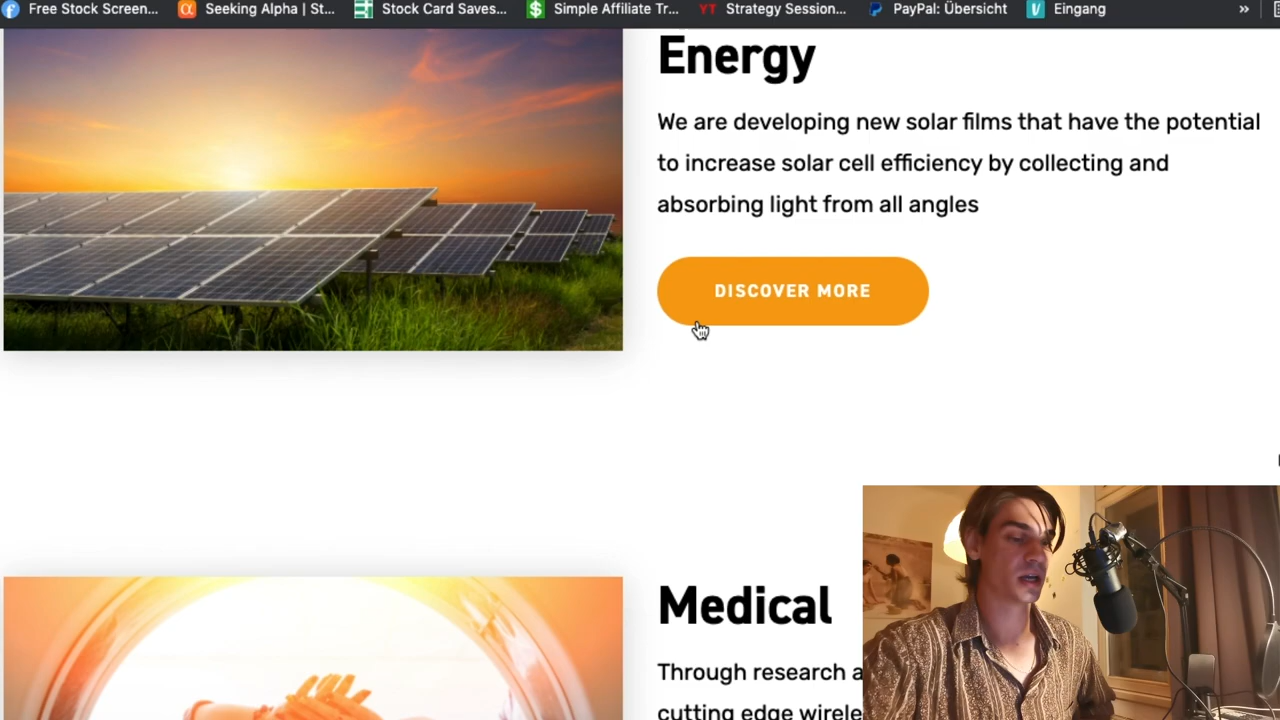 Free Stock Screen...
Seeking Alpha | St...
Stock Card Saves...
Simple Affiliate Tr...
YT Strategy Session...
PayPal: Übersicht
Eingang
»
Energy
We are developing new solar films that have the potential
to increase solar cell efficiency by collecting and
absorbing light from all angles
DISCOVER MORE
Medical
Through research a
cutting edge wirele